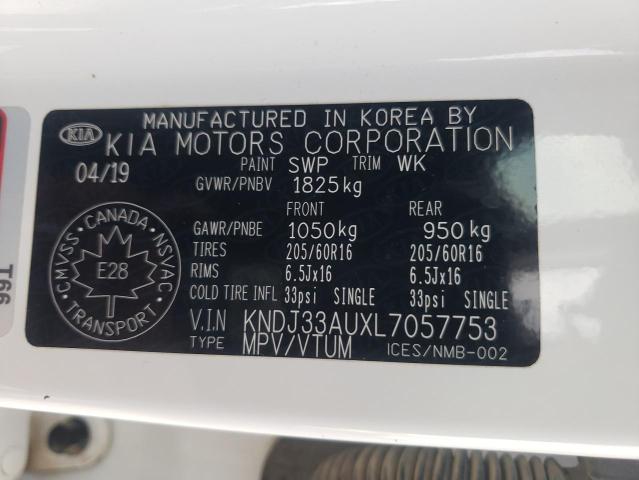 MANUFACTURED IN KOREA BY
KIA KIA MOTORS CORPORATION
04/19 PAINT SWP TRIM WK
GVWR/PNBV 1825kg
FRONT REAR
GAWR/PNBE 1050kg 950kg
TIRES 205/60R16 205/60R16
RIMS 6.5Jx16 6.5Jx16
COLD TIRE INFL 33psi SINGLE 33psi SINGLE
V.I.N KNDJ33AUXL7057753
TYPE MPV/VTUM ICES/NMB-002
CANADA
CMVSS E28 NSVAC
TRANSPORT